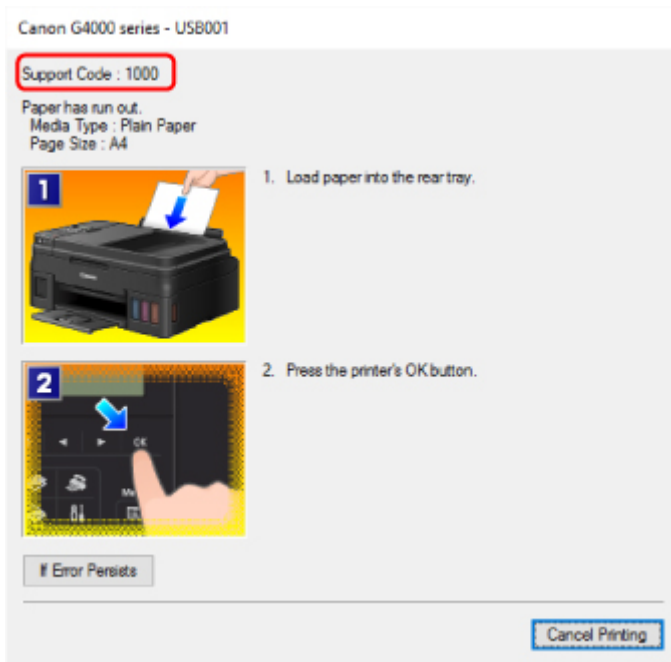 Canon G4000 series - USB001
Support Code : 1000
Paper has run out.
Media Type : Plain Paper
Page Size : A4
1
1. Load paper into the rear tray.
Canon
2
2. Press the printer's OK button.
OK
If Error Persists
Cancel Printing